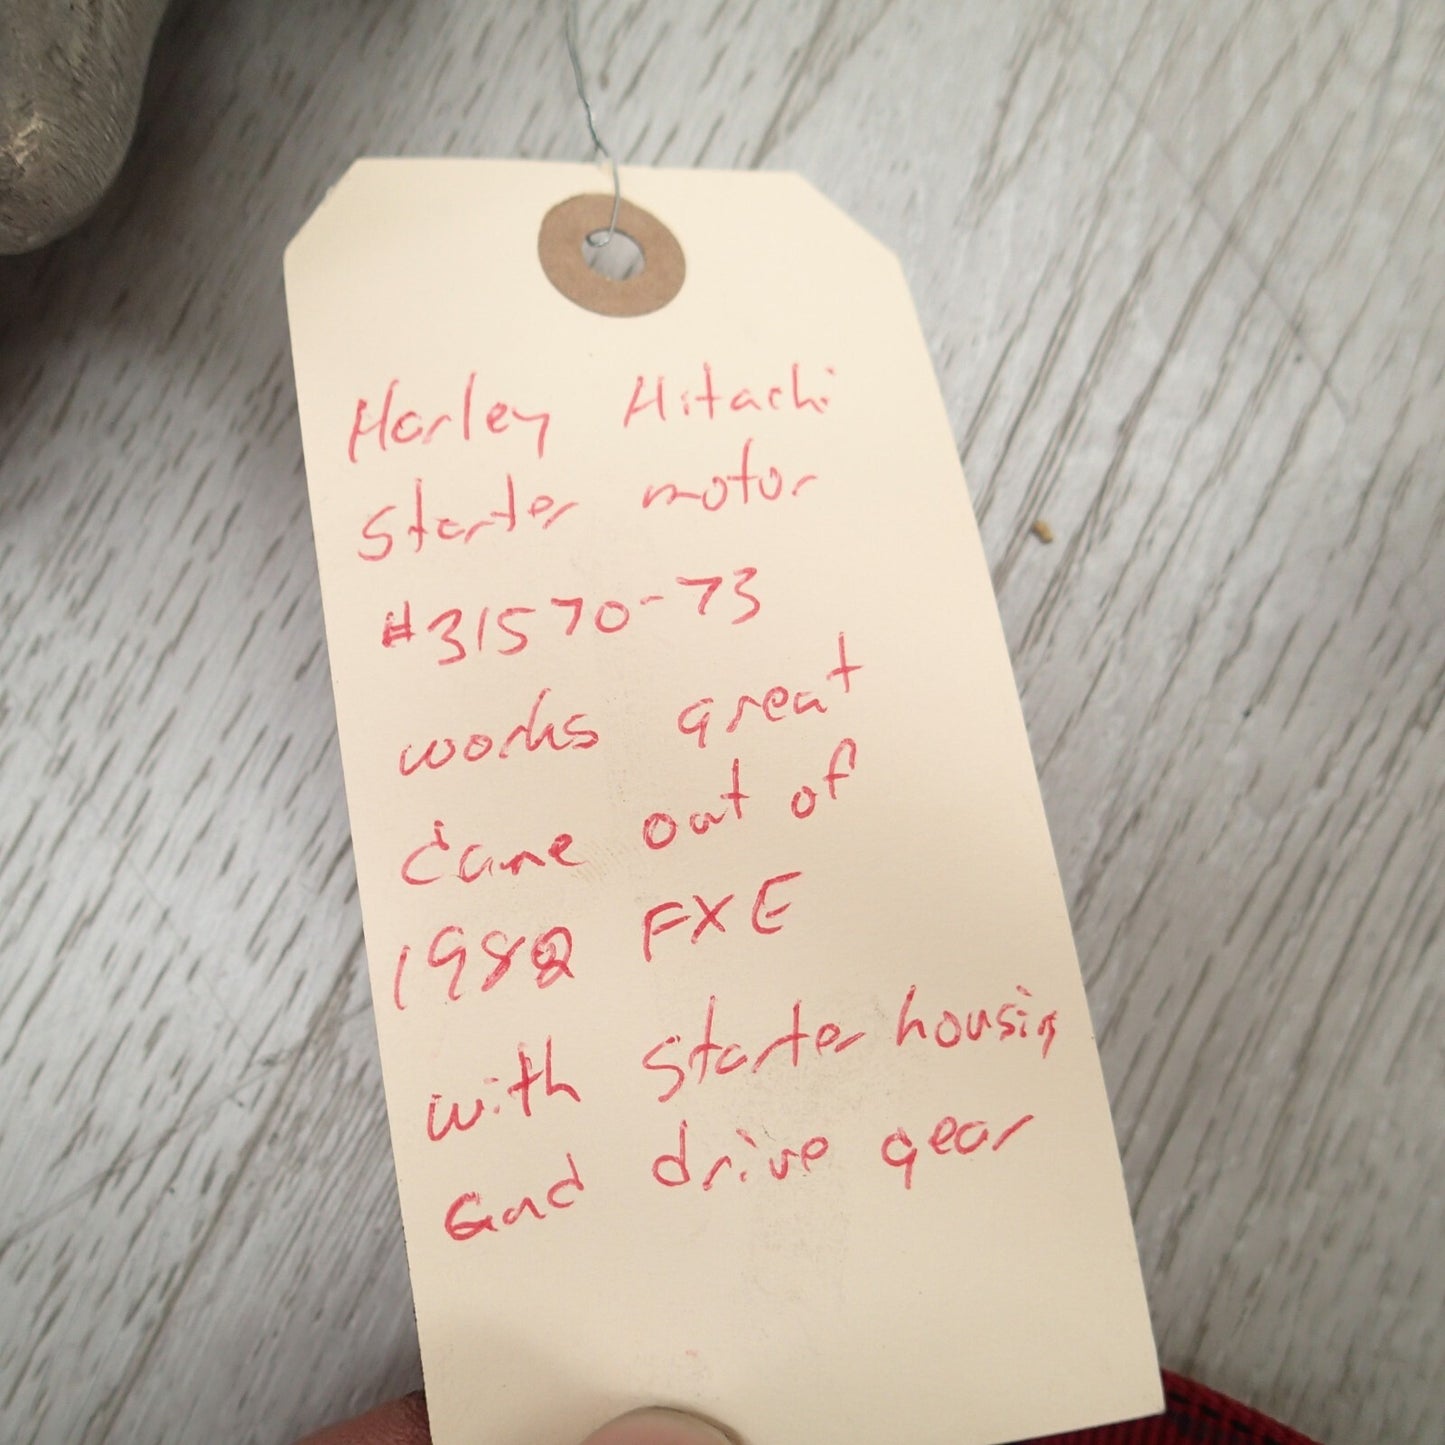 Harley Hitachi
Starter motor
#31570-73
works great
came out of
1982 FXE
with starter housing
and drive gear